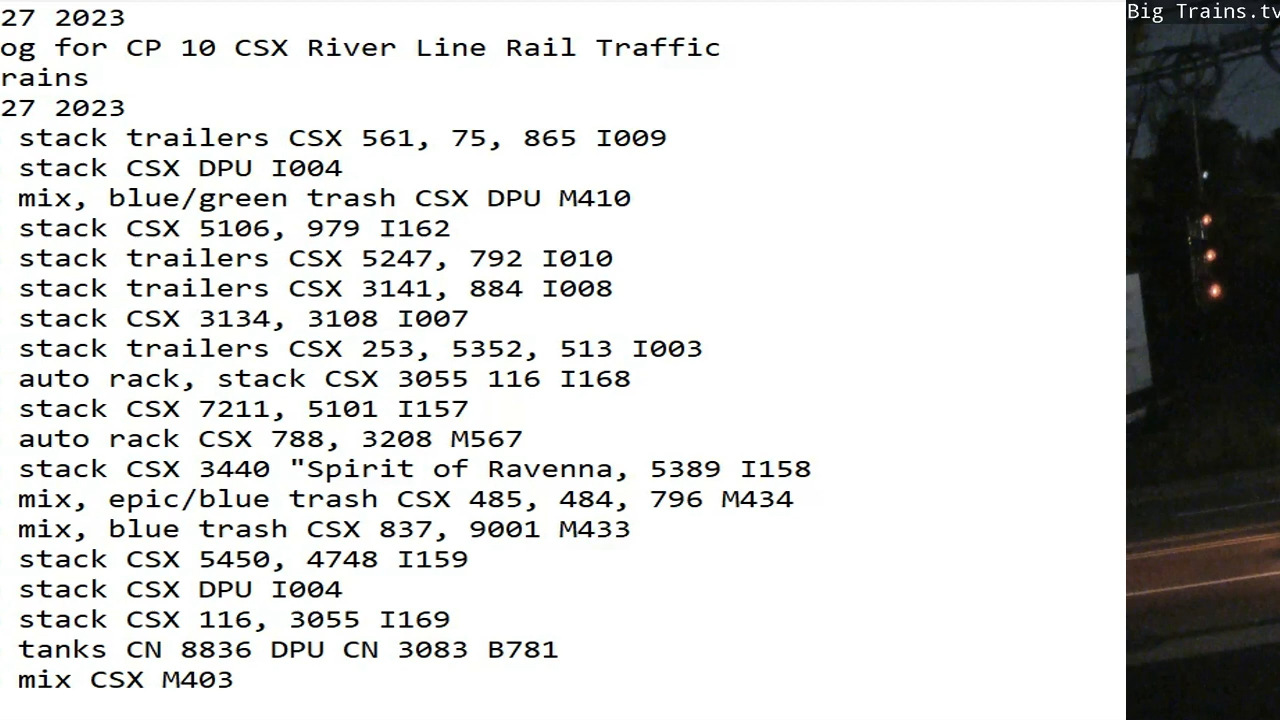 27 2023
og for CP 10 CSX River Line Rail Traffic
rains
27 2023
stack trailers CSX 561, 75, 865 I009
stack CSX DPU I004
mix, blue/green trash CSX DPU M410
stack CSX 5106, 979 I162
stack trailers CSX 5247, 792 I010
stack trailers CSX 3141, 884 I008
stack CSX 3134, 3108 I007
stack trailers CSX 253, 5352, 513 I003
auto rack, stack CSX 3055 116 I168
stack CSX 7211, 5101 I157
auto rack CSX 788, 3208 M567
stack CSX 3440 "Spirit of Ravenna, 5389 I158
mix, epic/blue trash CSX 485, 484, 796 M434
mix, blue trash CSX 837, 9001 M433
stack CSX 5450, 4748 I159
stack CSX DPU I004
stack CSX 116, 3055 I169
tanks CN 8836 DPU CN 3083 B781
mix CSX M403
Big Trains.tv